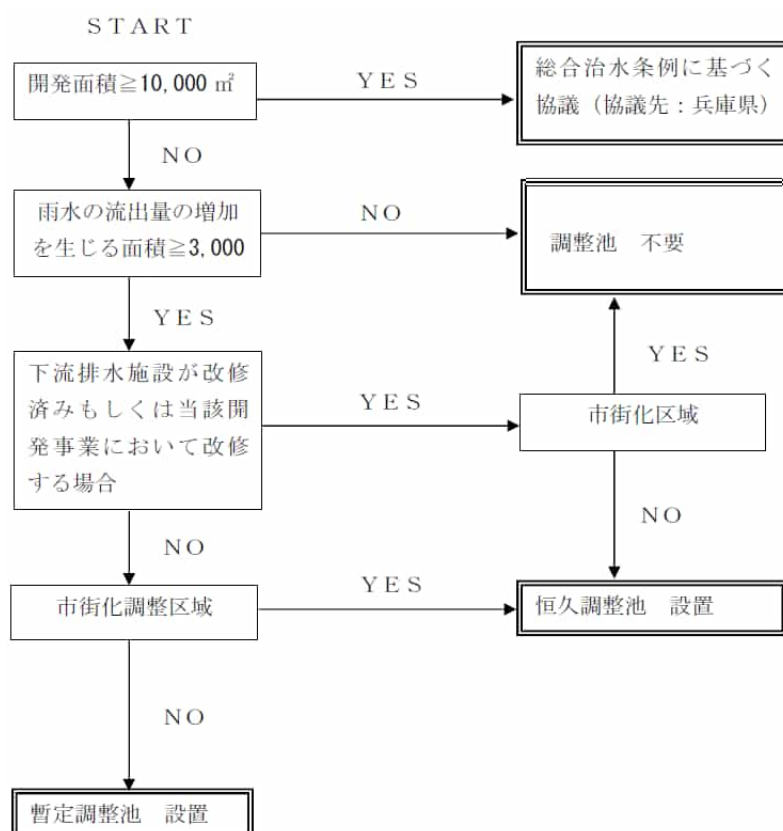 START
開発面積≧10,000 ㎡
YES
総合治水条例に基づく
協議（協議先：兵庫県）
NO
雨水の流出量の増加
を生じる面積≧3,000
NO
調整池　不要
YES
YES
下流排水施設が改修
済みもしくは当該開
発事業において改修
する場合
YES
市街化区域
NO
NO
市街化調整区域
YES
恒久調整池　設置
NO
暫定調整池　設置